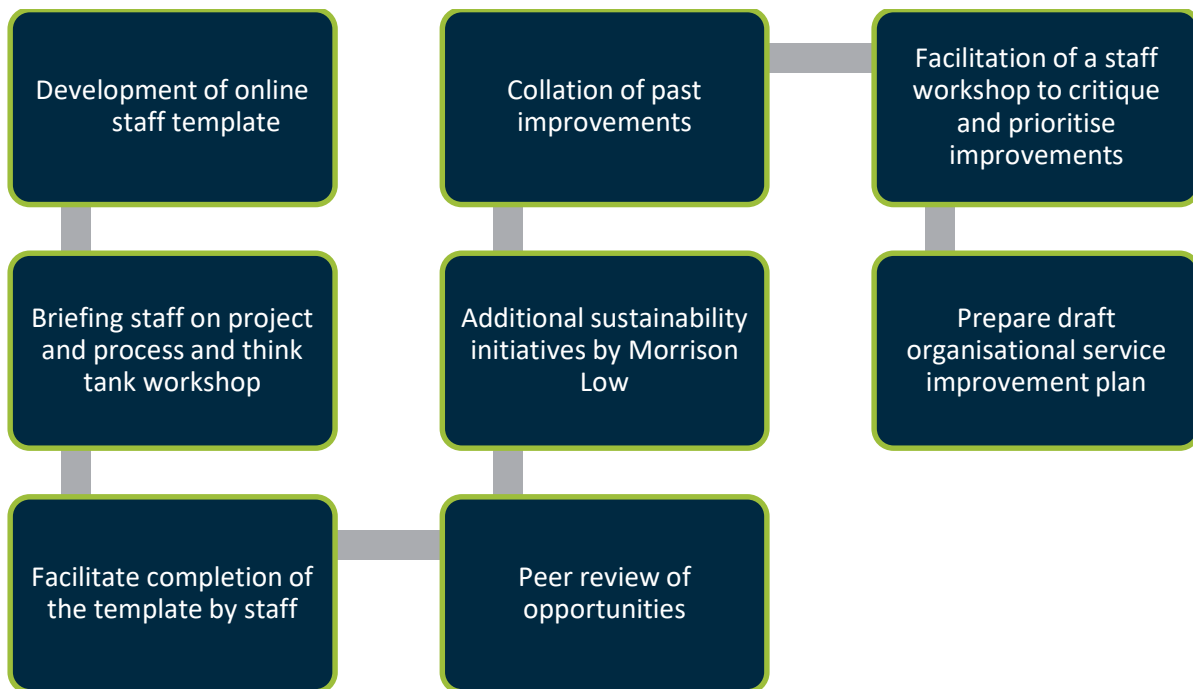 Development of online
staff template
Briefing staff on project
and process and think
tank workshop
Facilitate completion of
the template by staff
Peer review of
opportunities
Additional sustainability
initiatives by Morrison
Low
Collation of past
improvements
Facilitation of a staff
workshop to critique
and prioritise
improvements
Prepare draft
organisational service
improvement plan